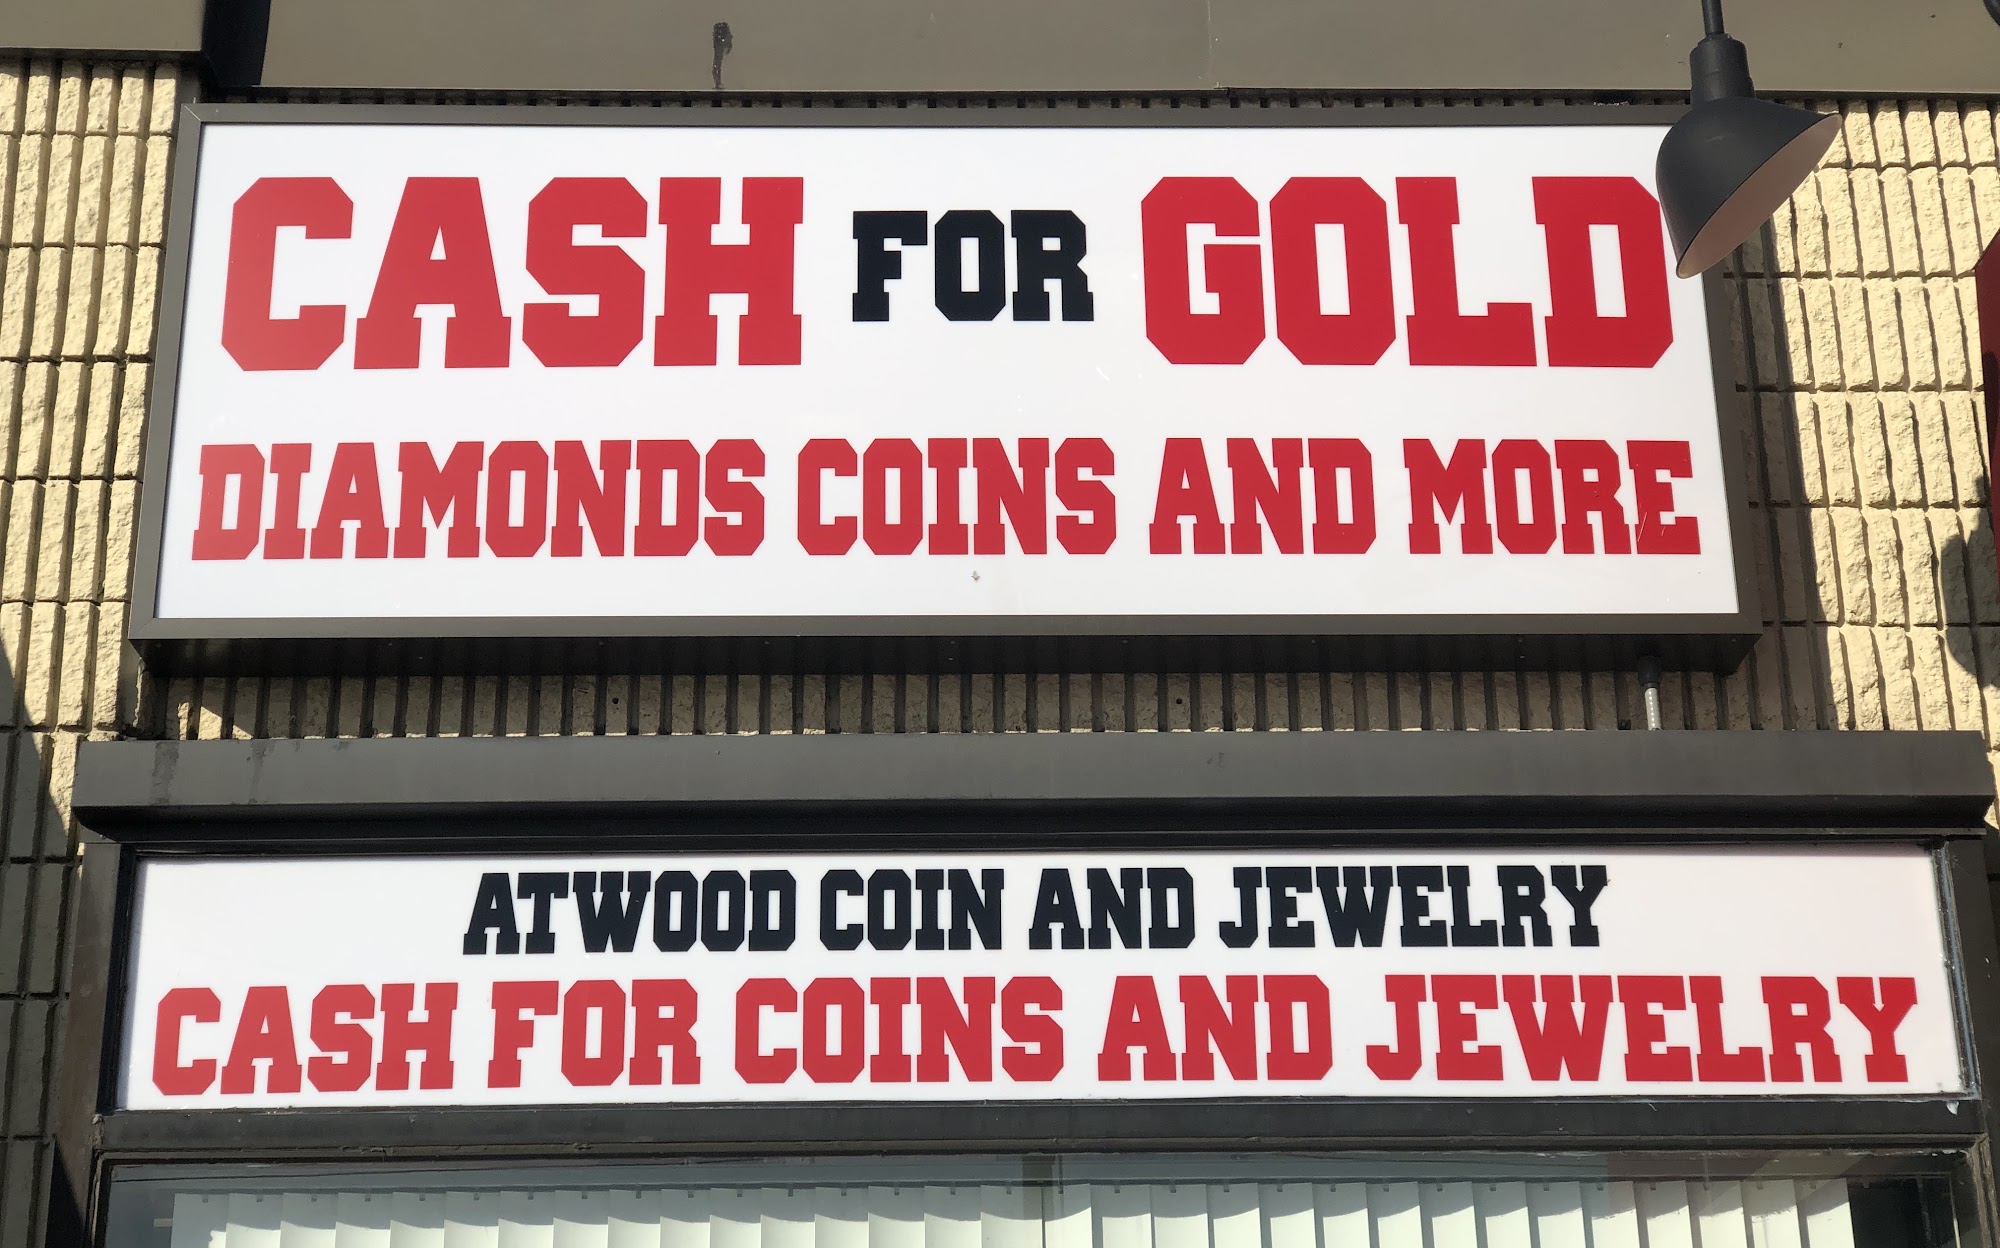 CASH FOR GOLD
DIAMONDS COINS AND MORE
ATWOOD COIN AND JEWELRY
CASH FOR COINS AND JEWELRY